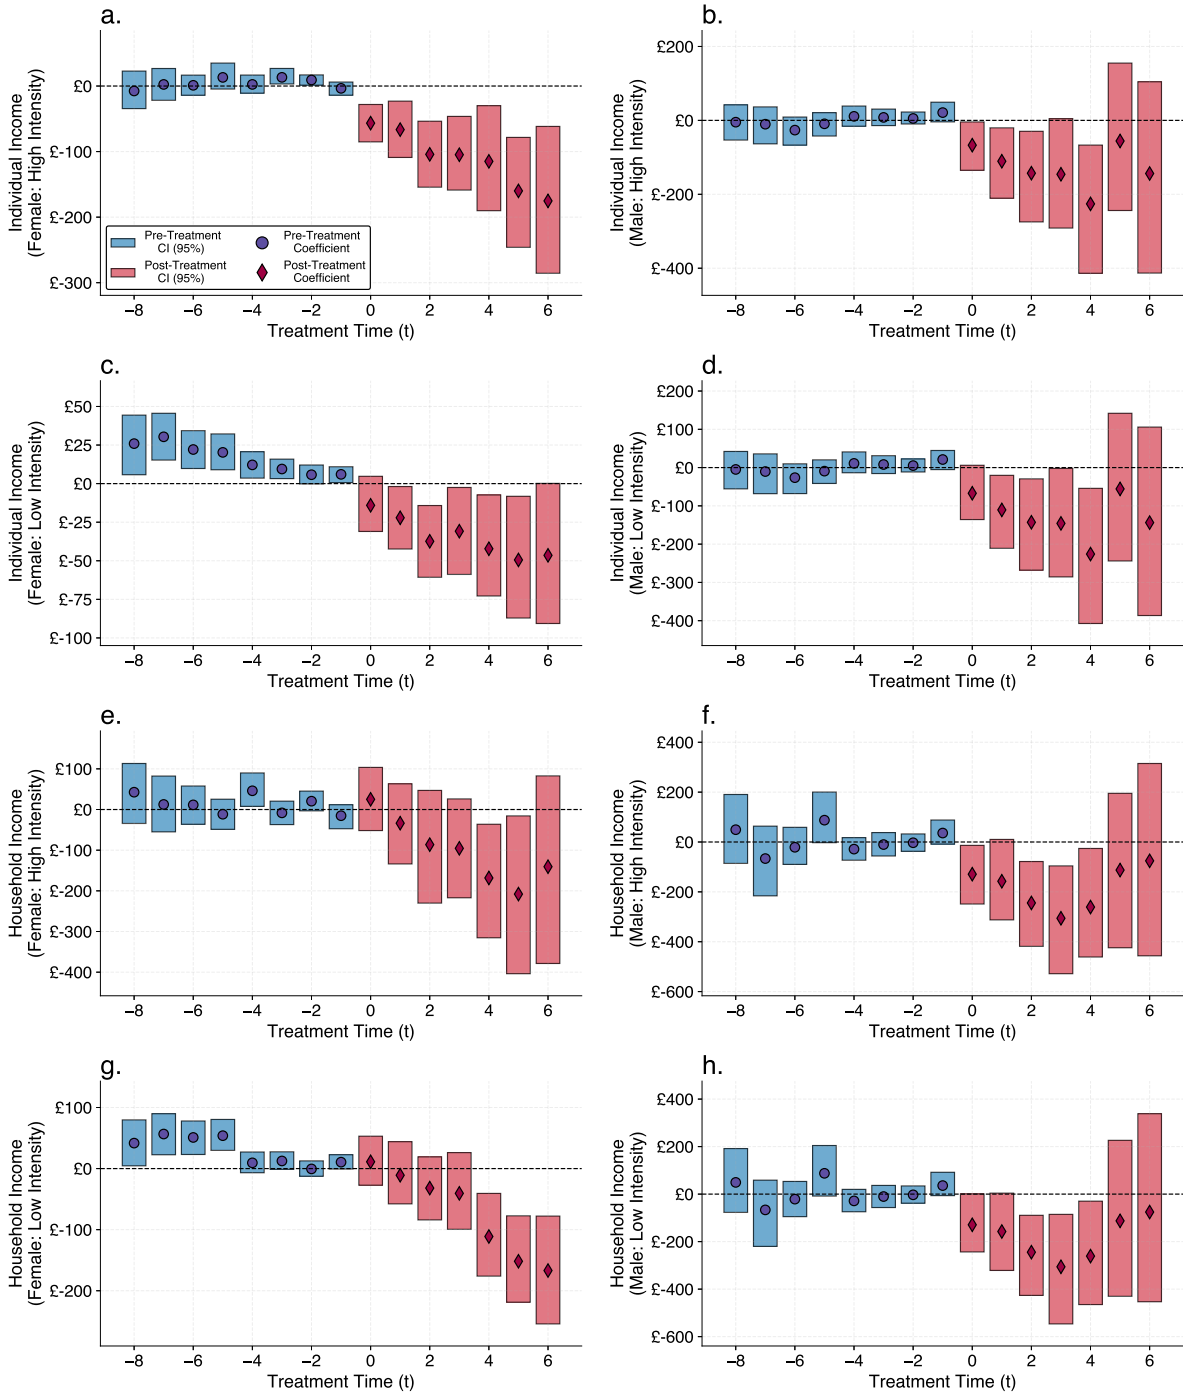 a.
Individual Income
(Female: High Intensity)
£0
£-100
£-200
£-300
Pre-Treatment
CI (95%)
Pre-Treatment
Coefficient
Post-Treatment
CI (95%)
Post-Treatment
Coefficient
−8 −6 −4 −2 0 2 4 6
Treatment Time (t)
b.
Individual Income
(Male: High Intensity)
£200
£0
£-200
£-400
−8 −6 −4 −2 0 2 4 6
Treatment Time (t)
c.
Individual Income
(Female: Low Intensity)
£50
£25
£0
£-25
£-50
£-75
£-100
−8 −6 −4 −2 0 2 4 6
Treatment Time (t)
d.
Individual Income
(Male: Low Intensity)
£200
£100
£0
£-100
£-200
£-300
£-400
−8 −6 −4 −2 0 2 4 6
Treatment Time (t)
e.
Household Income
(Female: High Intensity)
£100
£0
£-100
£-200
£-300
£-400
−8 −6 −4 −2 0 2 4 6
Treatment Time (t)
f.
Household Income
(Male: High Intensity)
£400
£200
£0
£-200
£-400
£-600
−8 −6 −4 −2 0 2 4 6
Treatment Time (t)
g.
Household Income
(Female: Low Intensity)
£100
£0
£-100
£-200
−8 −6 −4 −2 0 2 4 6
Treatment Time (t)
h.
Household Income
(Male: Low Intensity)
£400
£200
£0
£-200
£-400
£-600
−8 −6 −4 −2 0 2 4 6
Treatment Time (t)